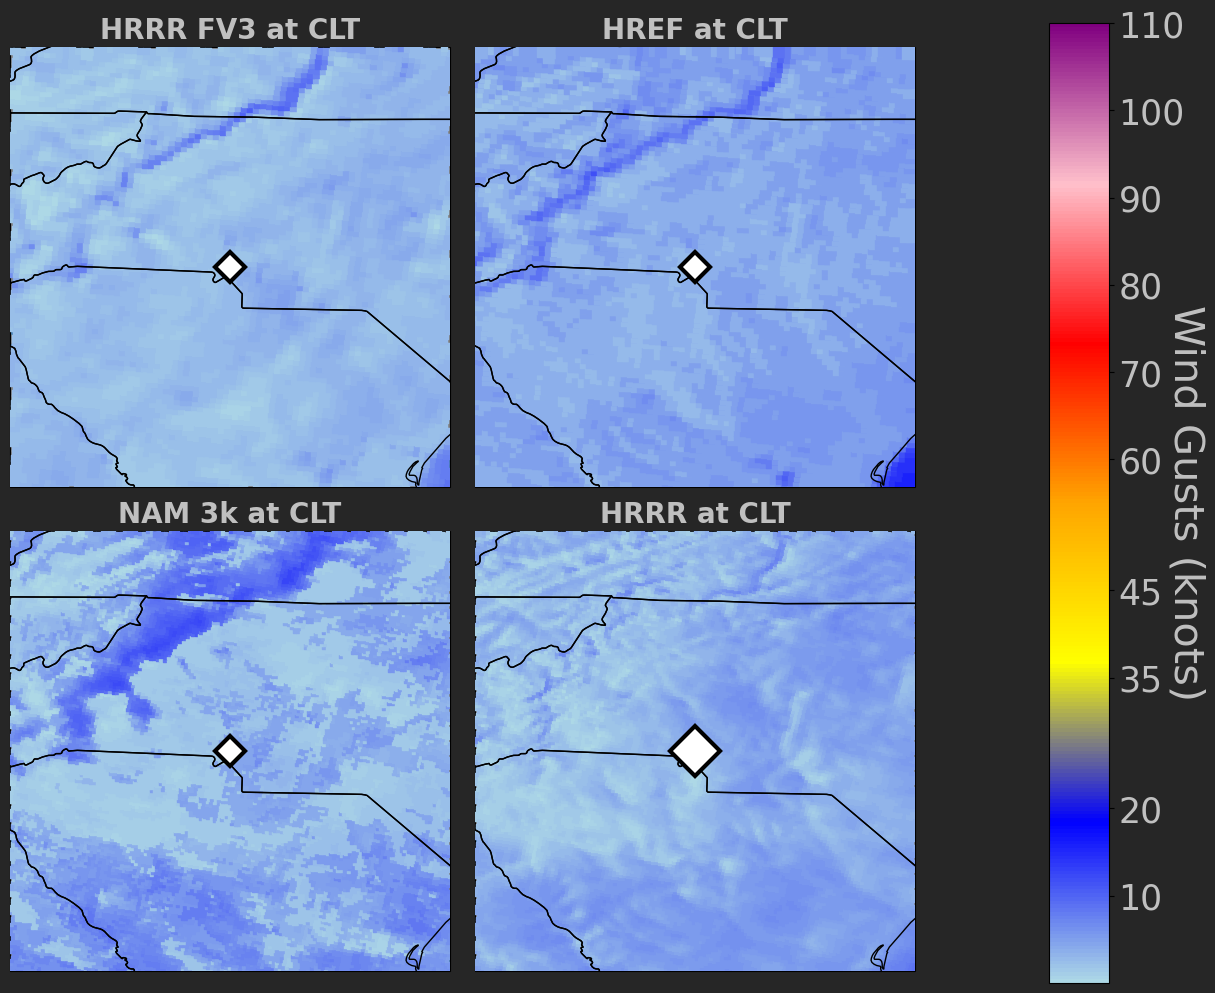 HRRR FV3 at CLT
HREF at CLT
NAM 3k at CLT
HRRR at CLT
110
100
90
80
70
60
45
35
20
10
Wind Gusts (knots)